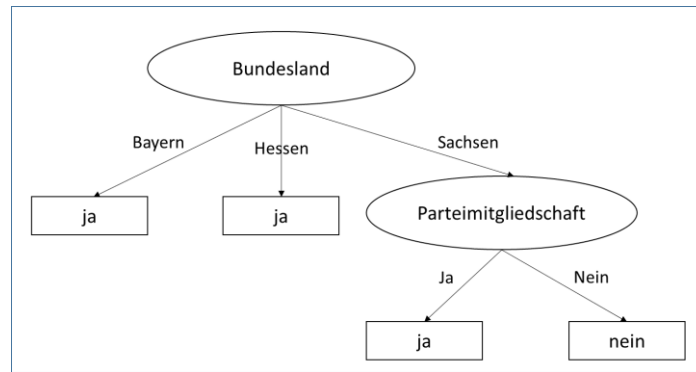 Bundesland
Bayern
Hessen
Sachsen
ja
ja
Parteimitgliedschaft
Ja
Nein
ja
nein